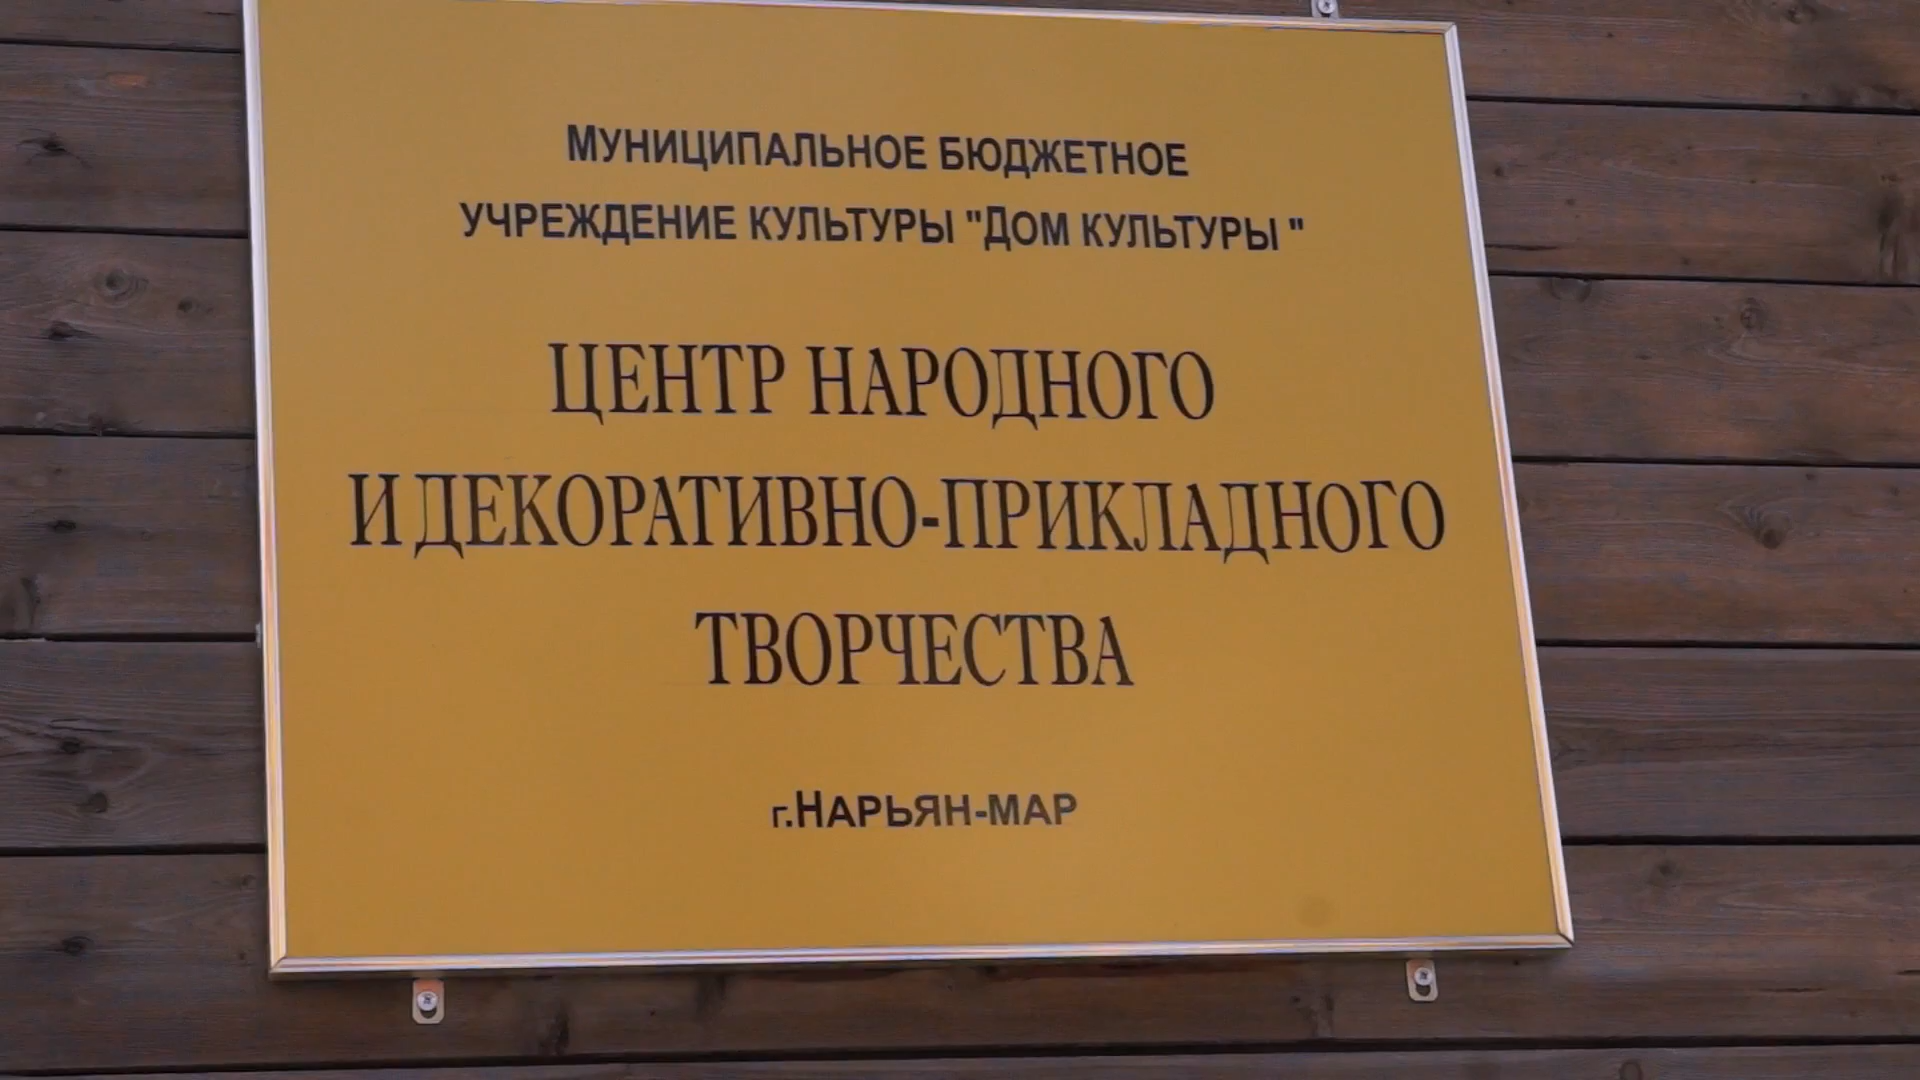 МУНИЦИПАЛЬНОЕ БЮДЖЕТНОЕ
УЧРЕЖДЕНИЕ КУЛЬТУРЫ "ДОМ КУЛЬТУРЫ "
ЦЕНТР НАРОДНОГО
И ДЕКОРАТИВНО-ПРИКЛАДНОГО
ТВОРЧЕСТВА
г.НАРЬЯН-МАР